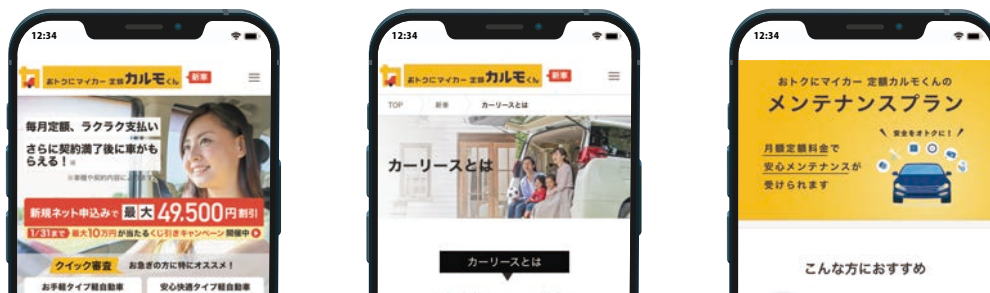 12:34
おトクにマイカー 定額カルモくん 新車
毎月定額、ラクラク支払い
さらに契約満了後に車がも
らえる！※
新規ネット申込みで 最大 49,500円割引
1/31まで 最大10万円が当たるくじ引きキャンペーン 開催中
クイック審査 お急ぎの方に特にオススメ！
お手軽タイプ軽自動車 安心快適タイプ軽自動車
12:34
おトクにマイカー 定額カルモくん 新車
TOP 新車 カーリースとは
カーリースとは
カーリースとは
12:34
おトクにマイカー 定額カルモくんの
メンテナンスプラン
安全をおトクに！
月額定額料金で
安心メンテナンスが
受けられます
こんな方におすすめ